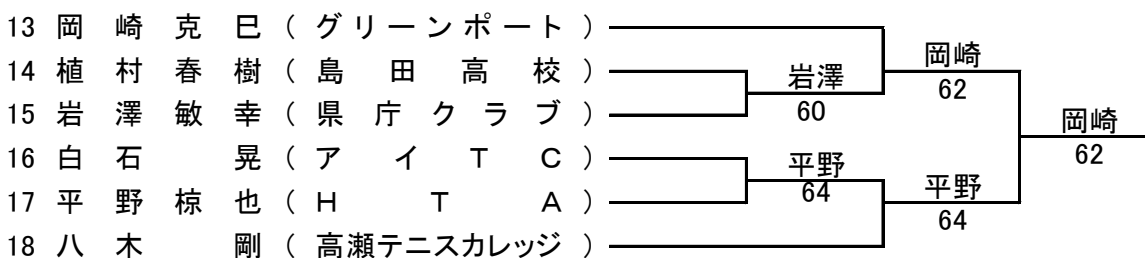 13 岡崎克巳（グリーンポート）
岡崎
14 植村春樹（島田高校）
岩澤
62
15 岩澤敏幸（県庁クラブ）
60
岡崎
16 白石晃（アイTC）
平野
62
17 平野椋也（HTA）
64
平野
64
18 八木剛（高瀬テニスカレッジ）